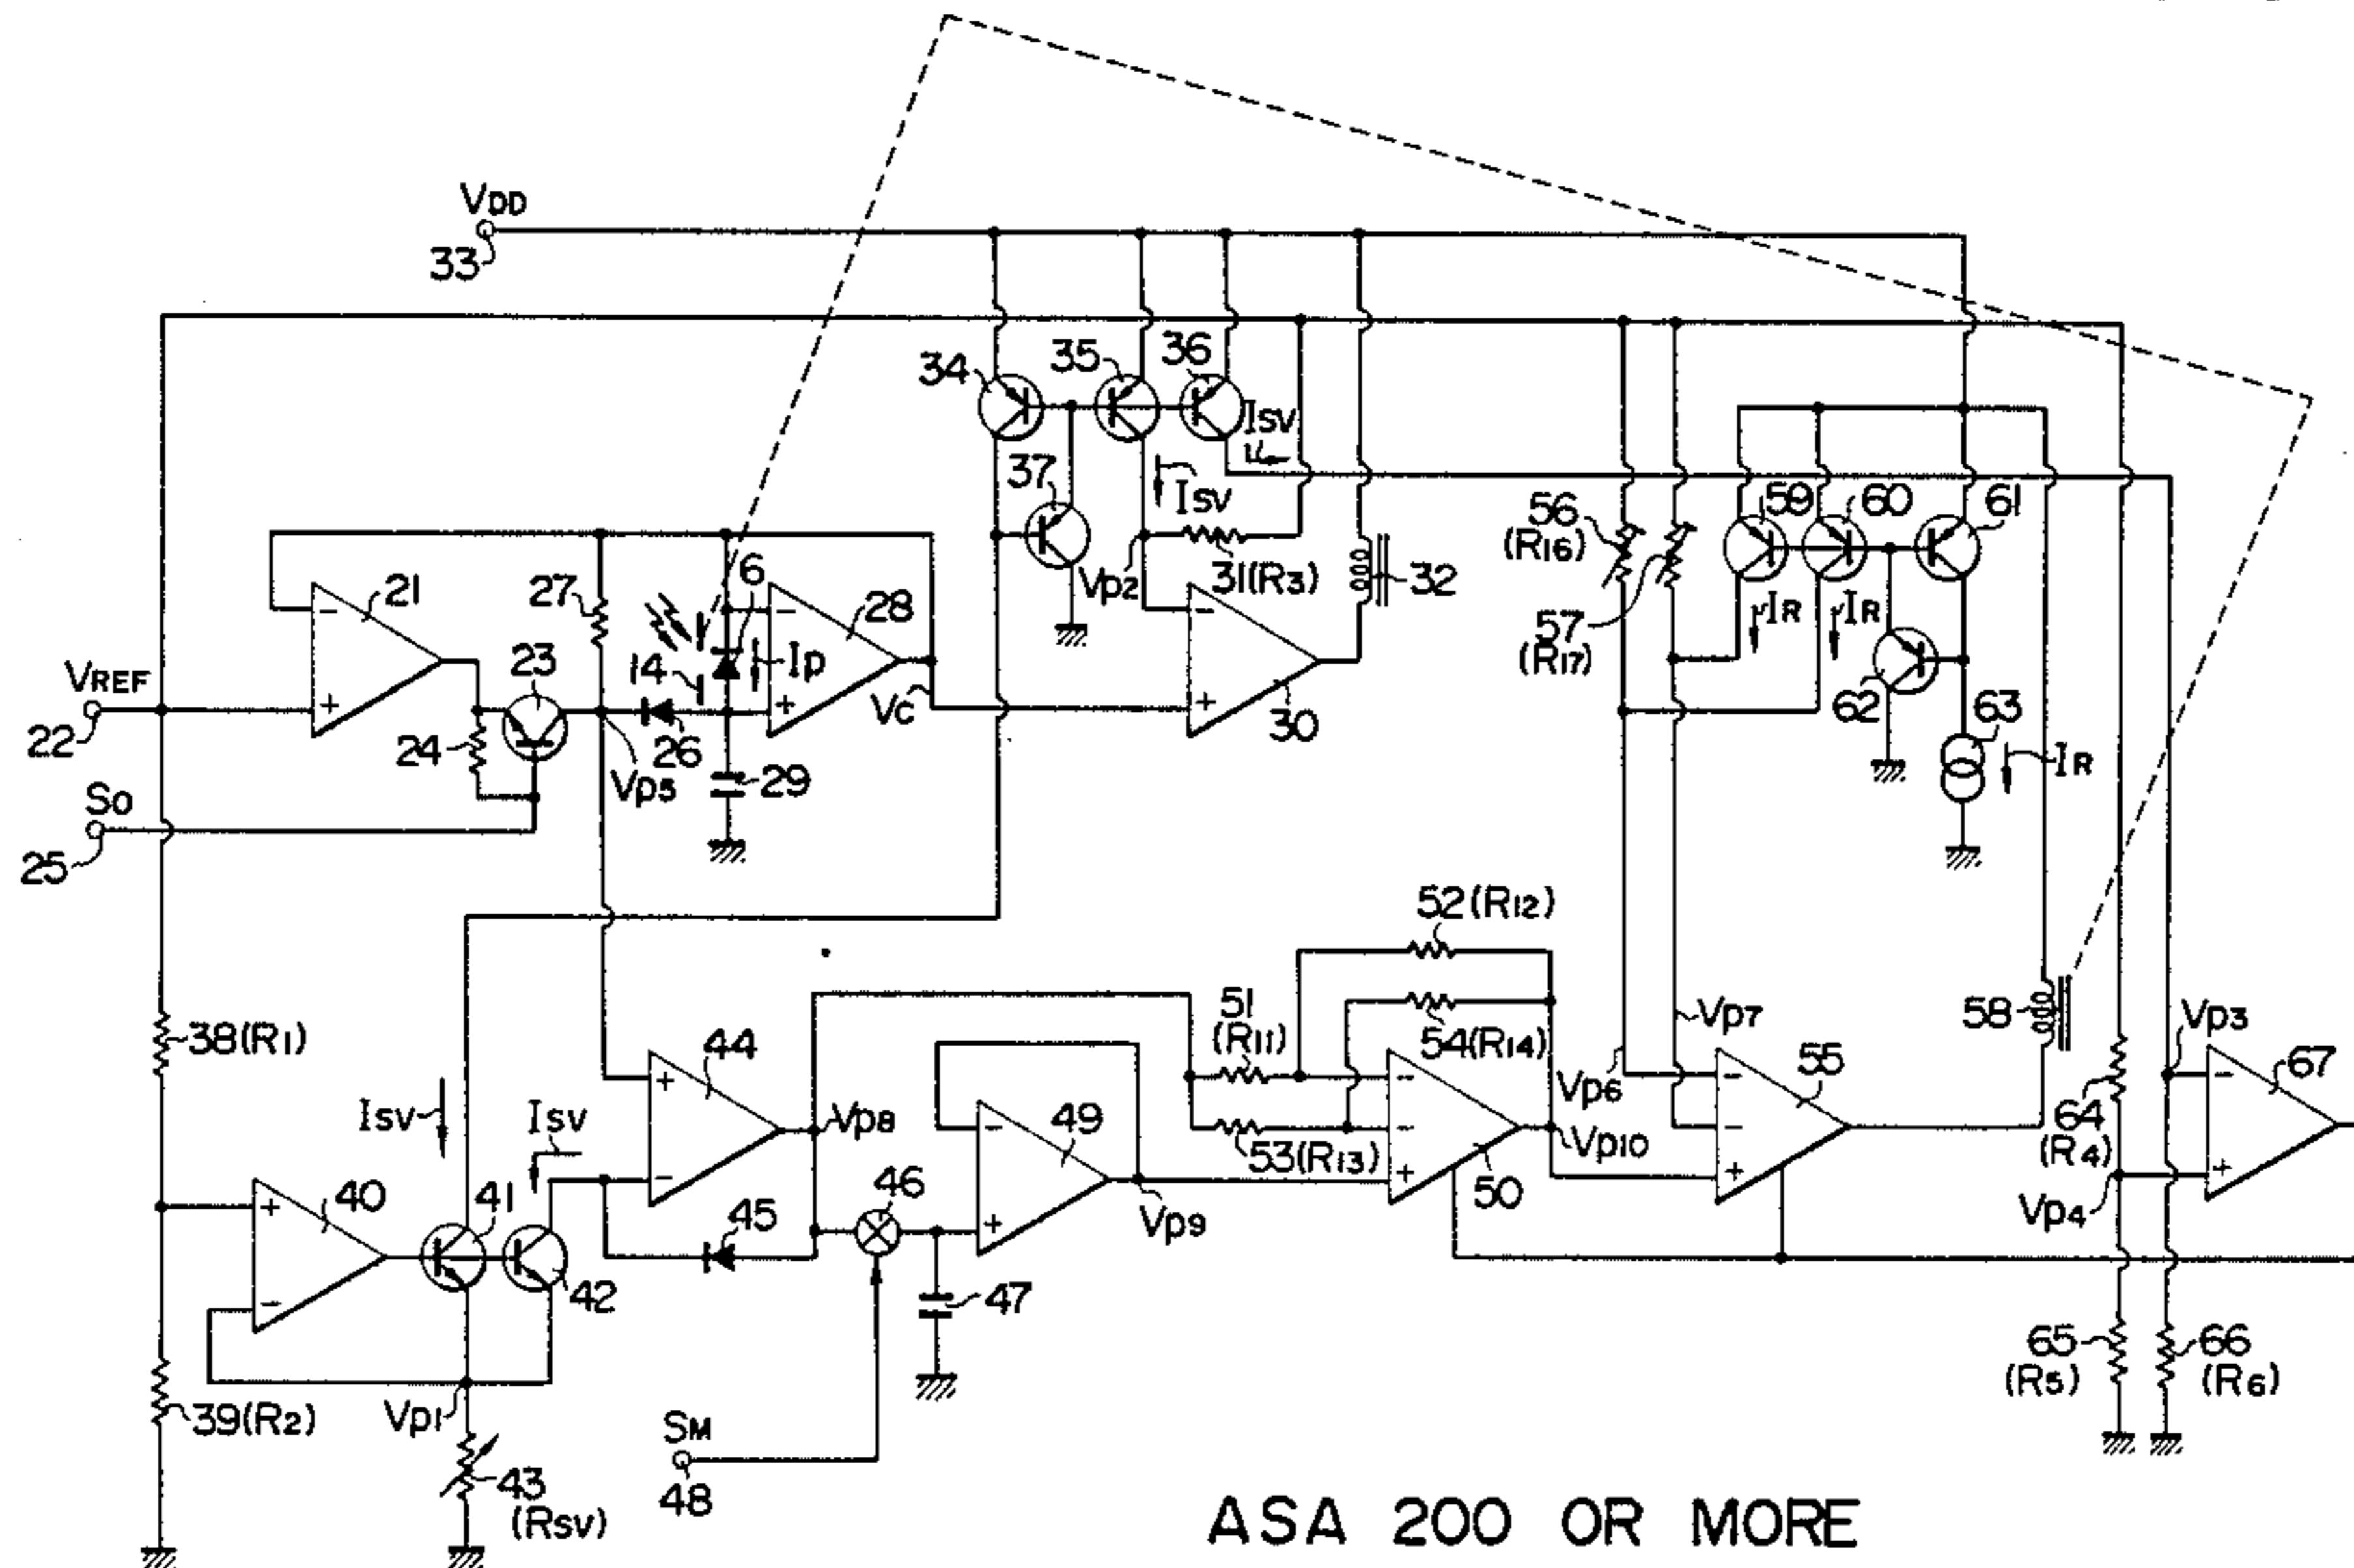 VDD
33
34
35
36
ISV
37
ISV
56
(R16)
59
60
61
21
27
6
28
Vp2
31(R3)
32
57
(R17)
IR
IR
VREF
22
23
14
Ip
Vc
30
62
63
24
26
29
IR
So
25
Vp5
52(R12)
51
(R11)
54(R14)
Vp7
58
Vp3
38(R1)
44
55
67
Vp6
ISV
ISV
Vp8
49
64
(R4)
53(R13)
Vp10
40
41
46
50
Vp9
Vp4
45
42
47
65
(R5)
66
(R6)
39(R2)
Vp1
SM
48
43
(RSV)
ASA 200 OR MORE